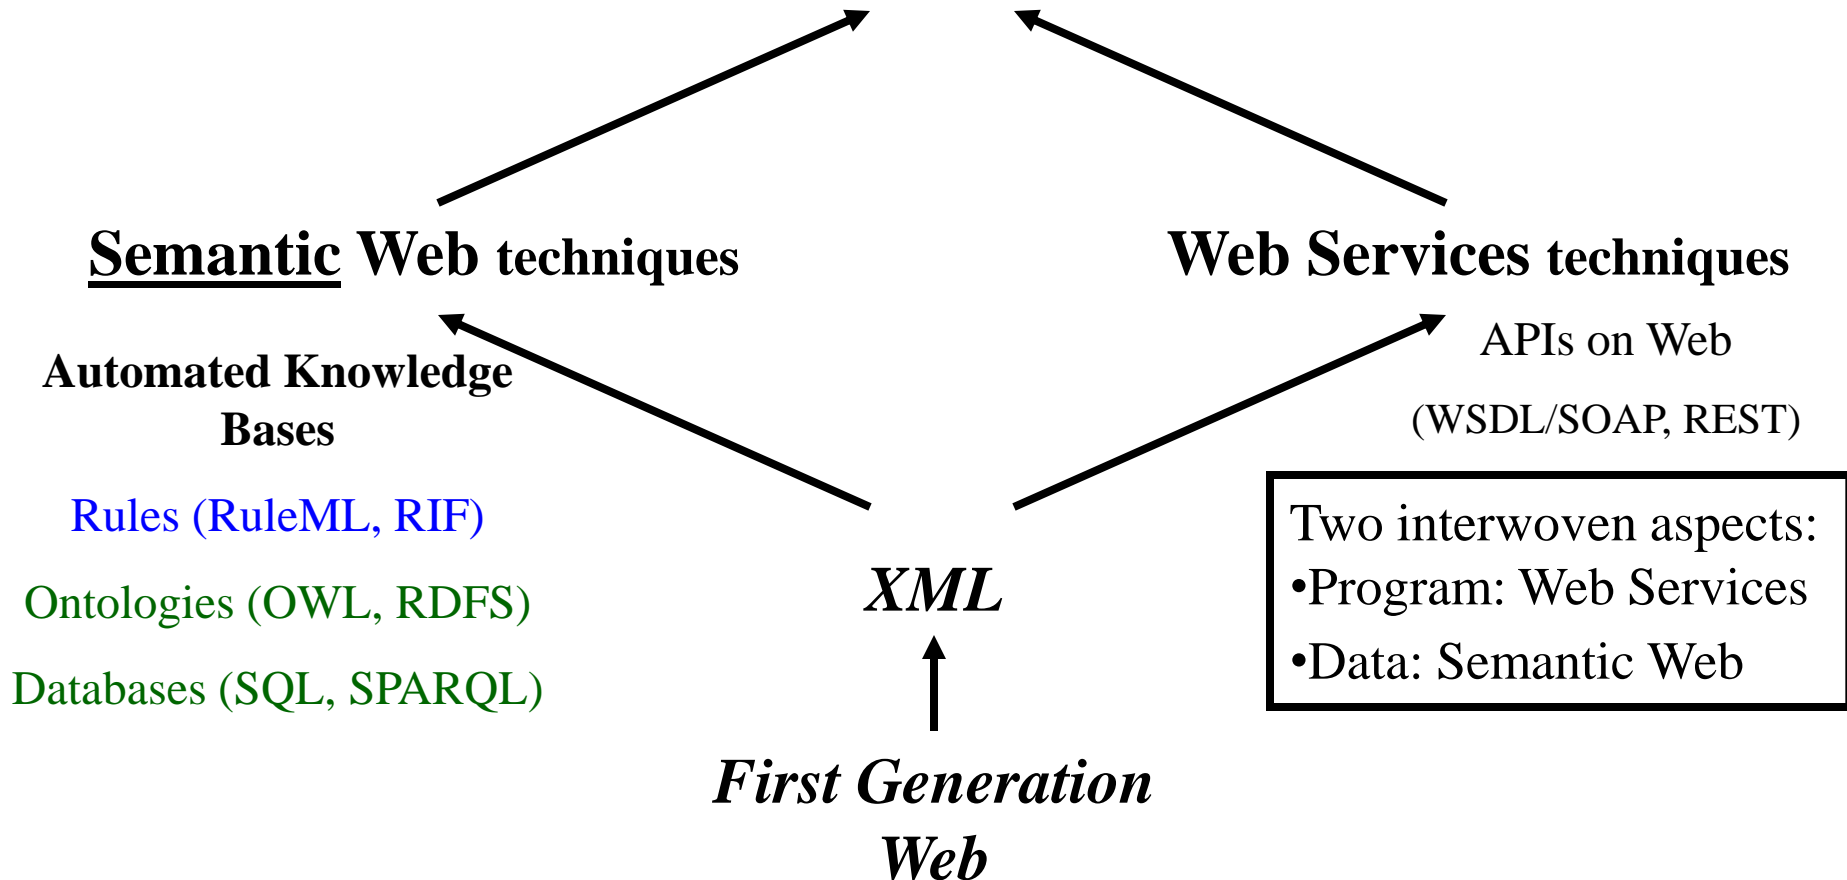 Semantic Web techniques
Web Services techniques
Automated Knowledge
Bases
Rules (RuleML, RIF)
Ontologies (OWL, RDFS)
Databases (SQL, SPARQL)
APIs on Web
(WSDL/SOAP, REST)
Two interwoven aspects:
•Program: Web Services
•Data: Semantic Web
XML
First Generation
Web